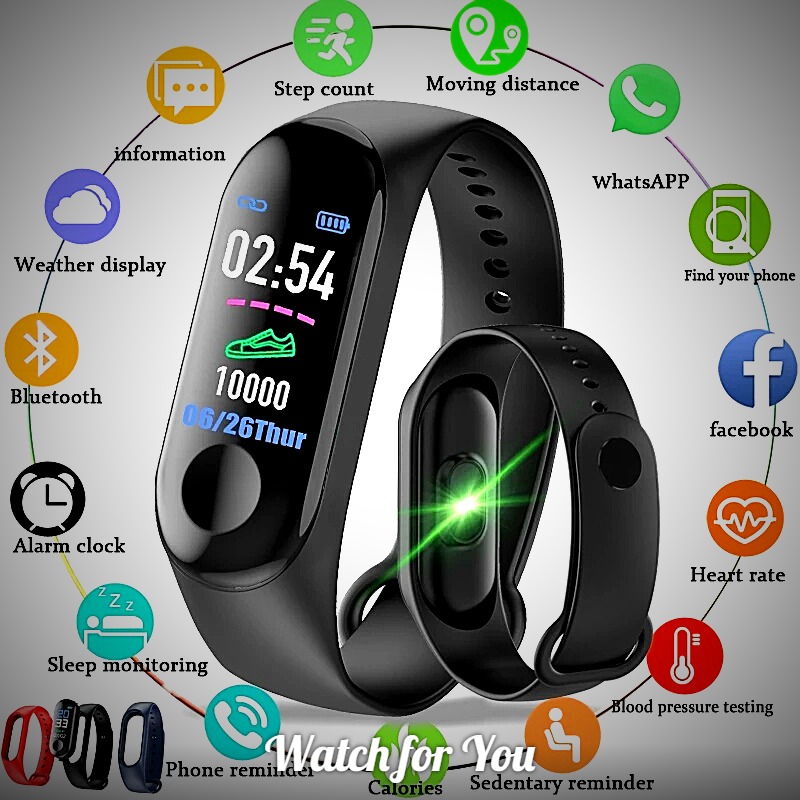 Step count
Moving distance
information
WhatsAPP
Weather display
Find your phone
02:54
10000
06/26Thur
Bluetooth
facebook
Alarm clock
Heart rate
Sleep monitoring
Blood pressure testing
Phone reminder
Watch for You
Calories
Sedentary reminder